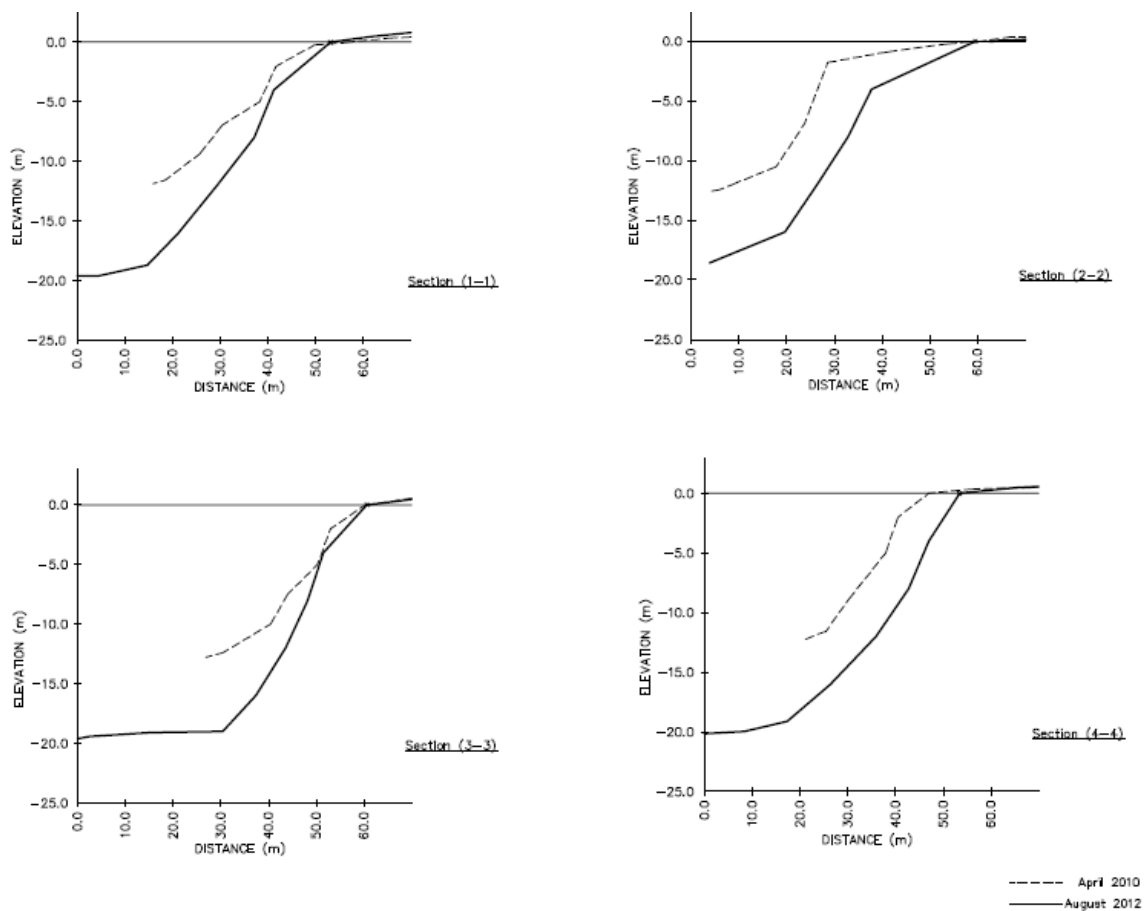 0.0
-5.0
-10.0
-15.0
-20.0
-25.0
ELEVATION (m)
0.0 10.0 20.0 30.0 40.0 50.0 60.0
DISTANCE (m)
Section (1-1)
0.0
-5.0
-10.0
-15.0
-20.0
-25.0
ELEVATION (m)
0.0 10.0 20.0 30.0 40.0 50.0 60.0
DISTANCE (m)
Section (2-2)
0.0
-5.0
-10.0
-15.0
-20.0
-25.0
ELEVATION (m)
0.0 10.0 20.0 30.0 40.0 50.0 60.0
DISTANCE (m)
Section (3-3)
0.0
-5.0
-10.0
-15.0
-20.0
-25.0
ELEVATION (m)
0.0 10.0 20.0 30.0 40.0 50.0 60.0
DISTANCE (m)
Section (4-4)
April 2010
August 2012